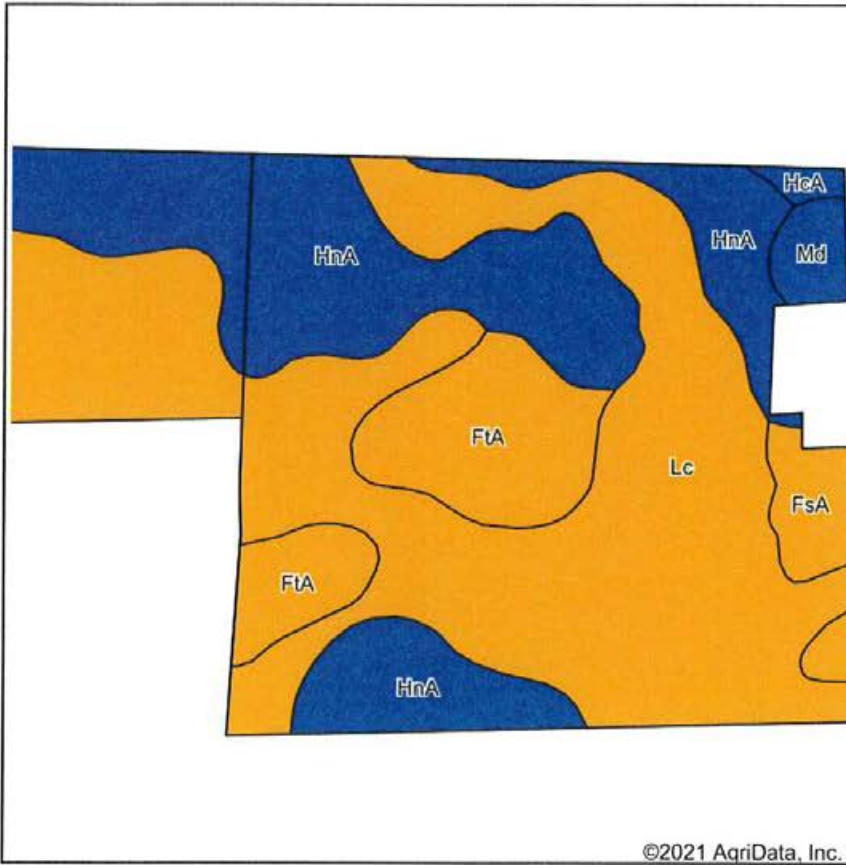 HcA
HnA
HnA
Md
FtA
Lc
FsA
FtA
HnA
©2021 AgriData, Inc.